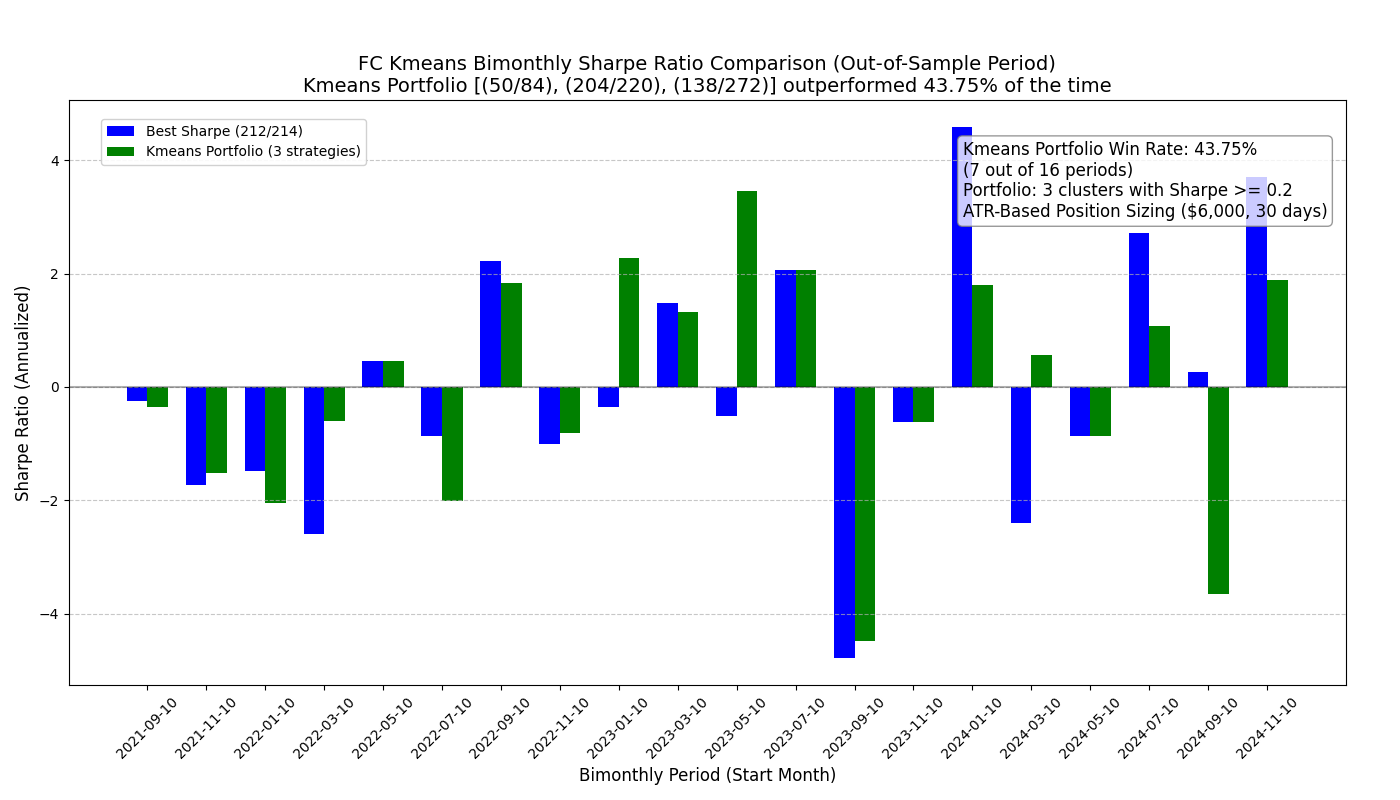 FC Kmeans Bimonthly Sharpe Ratio Comparison (Out-of-Sample Period)
Kmeans Portfolio [(50/84), (204/220), (138/272)] outperformed 43.75% of the time
Best Sharpe (212/214)
Kmeans Portfolio (3 strategies)
Kmeans Portfolio Win Rate: 43.75%
(7 out of 16 periods)
Portfolio: 3 clusters with Sharpe >= 0.2
ATR-Based Position Sizing ($6,000, 30 days)
Sharpe Ratio (Annualized)
4
2
0
−2
−4
2021-09-10
2021-11-10
2022-01-10
2022-03-10
2022-05-10
2022-07-10
2022-09-10
2022-11-10
2023-01-10
2023-03-10
2023-05-10
2023-07-10
2023-09-10
2023-11-10
2024-01-10
2024-03-10
2024-05-10
2024-07-10
2024-09-10
2024-11-10
Bimonthly Period (Start Month)